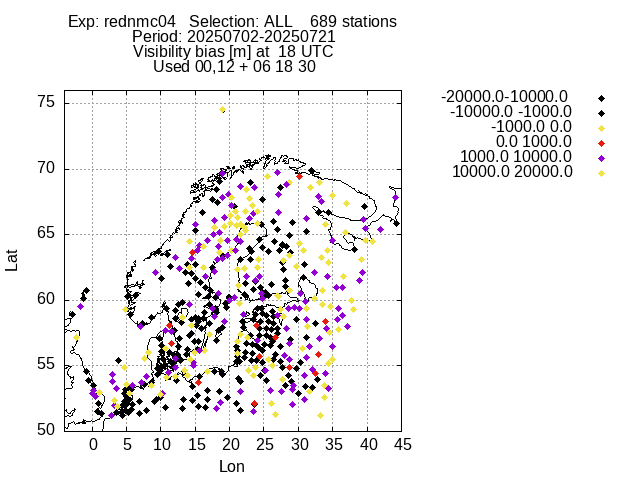 Exp: rednmc04   Selection: ALL    689 stations
Period: 20250702-20250721
Visibility bias [m] at  18 UTC
Used 00,12 + 06 18 30
-20000.0-10000.0
-10000.0 -1000.0
-1000.0 0.0
0.0 1000.0
1000.0 10000.0
10000.0 20000.0
75
70
65
60
55
50
Lat
0 5 10 15 20 25 30 35 40 45
Lon